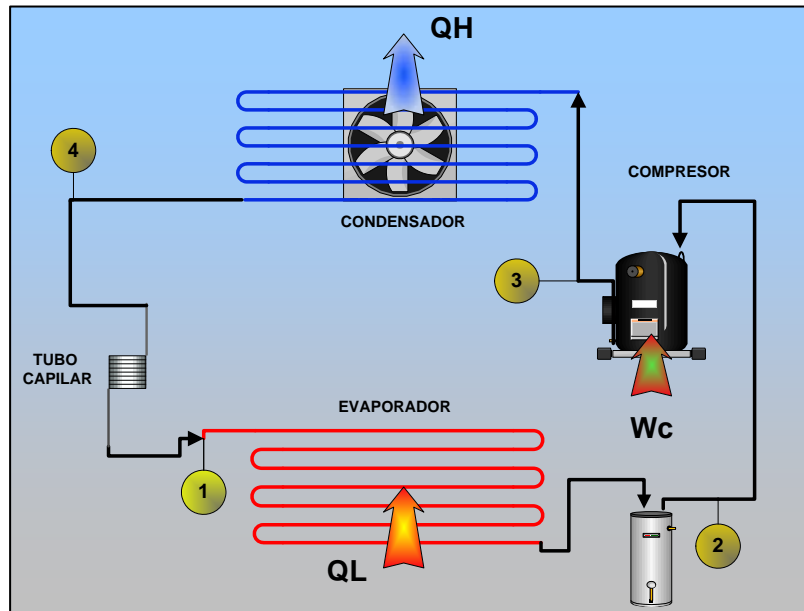 QH
4
COMPRESOR
CONDENSADOR
3
TUBO
CAPILAR
EVAPORADOR
Wc
1
QL
2